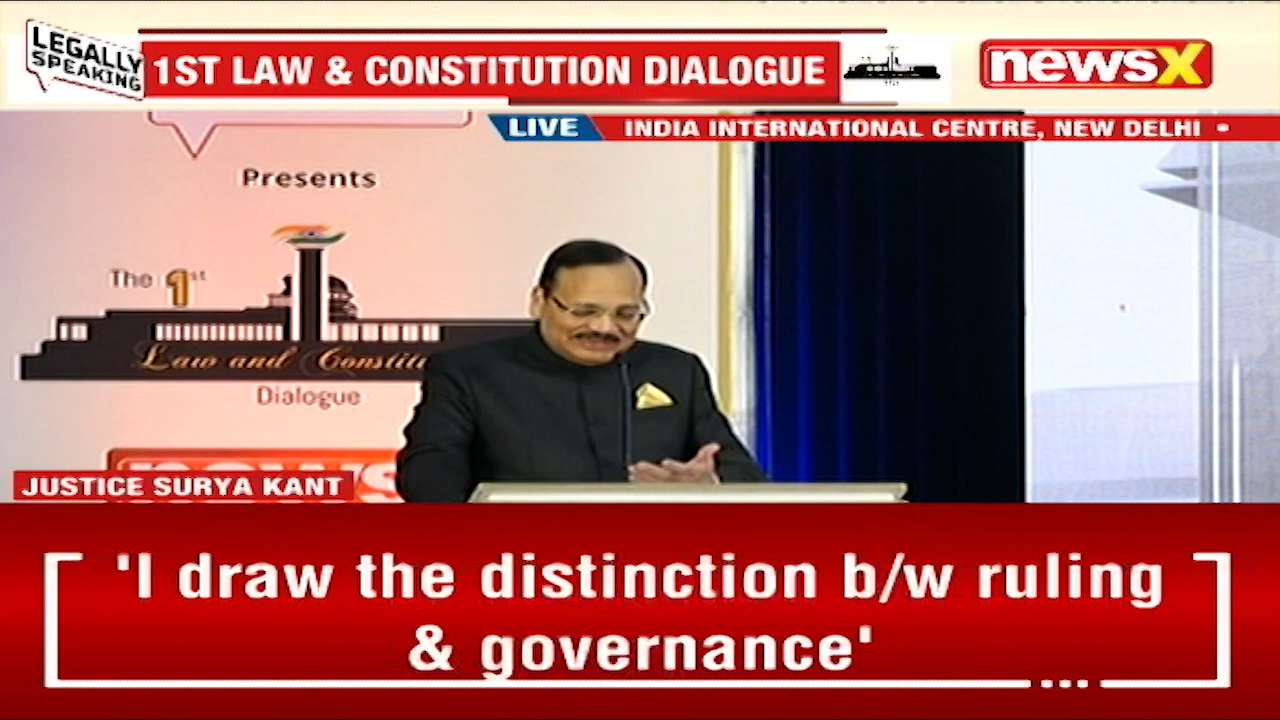 LEGALLY
SPEAKING
1ST LAW & CONSTITUTION DIALOGUE
newsX
LIVE
INDIA INTERNATIONAL CENTRE, NEW DELHI
Presents
The 1st
Law and Constitu
Dialogue
news
JUSTICE SURYA KANT
'I draw the distinction b/w ruling
& governance'